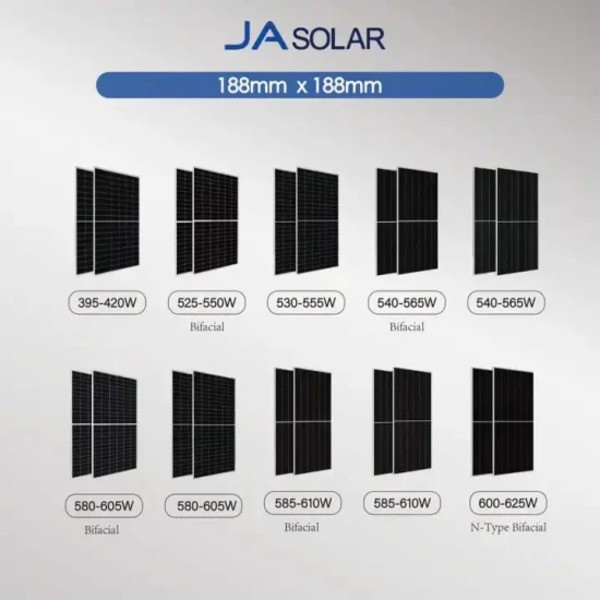 JA SOLAR
188mm x 188mm
395-420W
525-550W
530-555W
540-565W
540-565W
Bifacial
Bifacial
580-605W
580-605W
585-610W
585-610W
600-625W
Bifacial
Bifacial
N-Type Bifacial